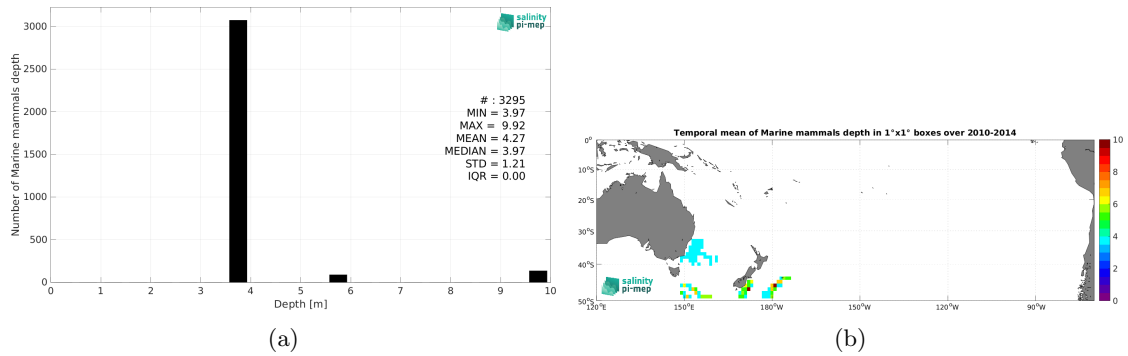 salinity
pi-mep
Number of Marine mammals depth
3000
2500
2000
1500
1000
500
0
# : 3295
MIN = 3.97
MAX = 9.92
MEAN = 4.27
MEDIAN = 3.97
STD = 1.21
IQR = 0.00
0 1 2 3 4 5 6 7 8 9 10
Depth [m]
(a)
Temporal mean of Marine mammals depth in 1°x1° boxes over 2010-2014
0°
10°S
20°S
30°S
40°S
50°S
120°E 150°E 180°W 150°W 120°W 90°W
salinity
pi-mep
10
8
6
4
2
0
(b)